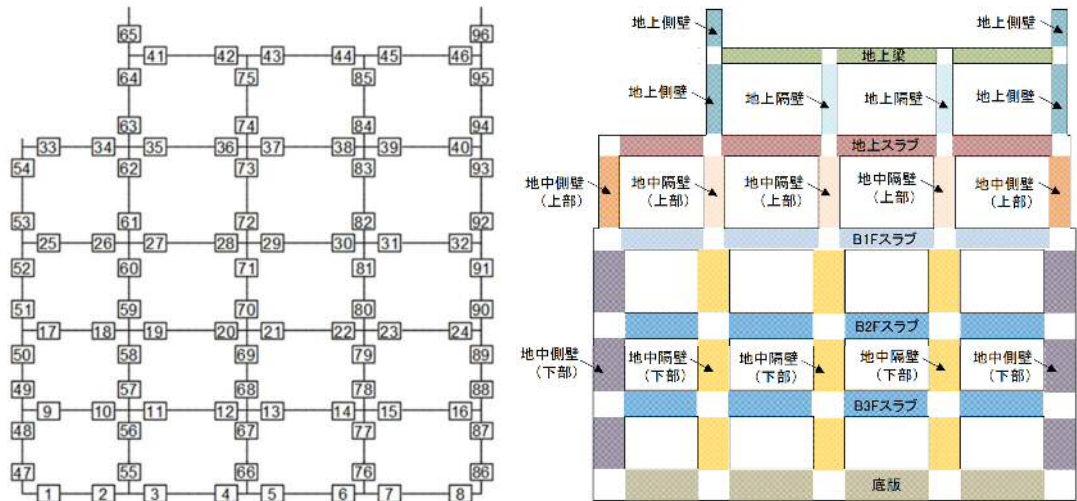 65 96
41 42 43 44 45 46
64 75 85 95
63 74 84 94
33 34 35 36 37 38 39 40
54 62 73 83 93
53 61 72 82 92
25 26 27 28 29 30 31 32
52 60 71 81 91
51 59 70 80 90
17 18 19 20 21 22 23 24
50 58 69 79 89
49 57 68 78 88
9 10 11 12 13 14 15 16
48 56 67 77 87
47 55 66 76 86
1 2 3 4 5 6 7 8
地上側壁
地上側壁
地上梁
地上側壁
地上隔壁
地上隔壁
地上側壁
地上スラブ
地中側壁
(上部)
地中隔壁
(上部)
地中隔壁
(上部)
地中隔壁
(上部)
地中側壁
(上部)
B1Fスラブ
B2Fスラブ
地中側壁
(下部)
地中隔壁
(下部)
地中隔壁
(下部)
地中隔壁
(下部)
地中側壁
(下部)
B3Fスラブ
底版